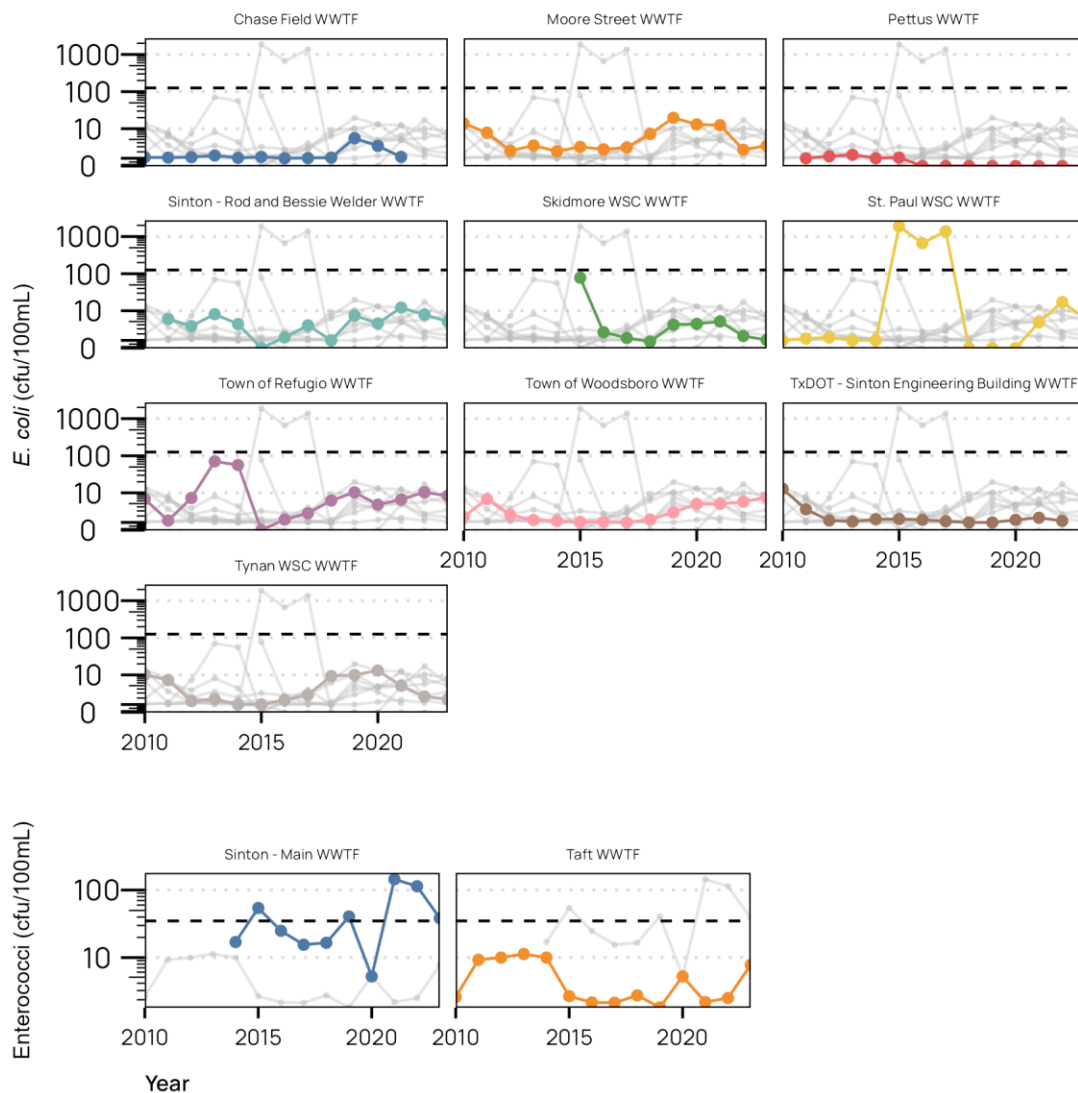 Chase Field WWTF Moore Street WWTF Pettus WWTF
1000
100
10
0
Sinton - Rod and Bessie Welder WWTF Skidmore WSC WWTF St. Paul WSC WWTF
1000
100
10
0
E. coli (cfu/100mL)
Town of Refugio WWTF Town of Woodsboro WWTF TxDOT - Sinton Engineering Building WWTF
1000
100
10
0
2010 2015 2020 2010 2015 2020
Tynan WSC WWTF
1000
100
10
0
2010 2015 2020
Enterococci (cfu/100mL)
Sinton - Main WWTF Taft WWTF
100
10
2010 2015 2020 2010 2015 2020
Year